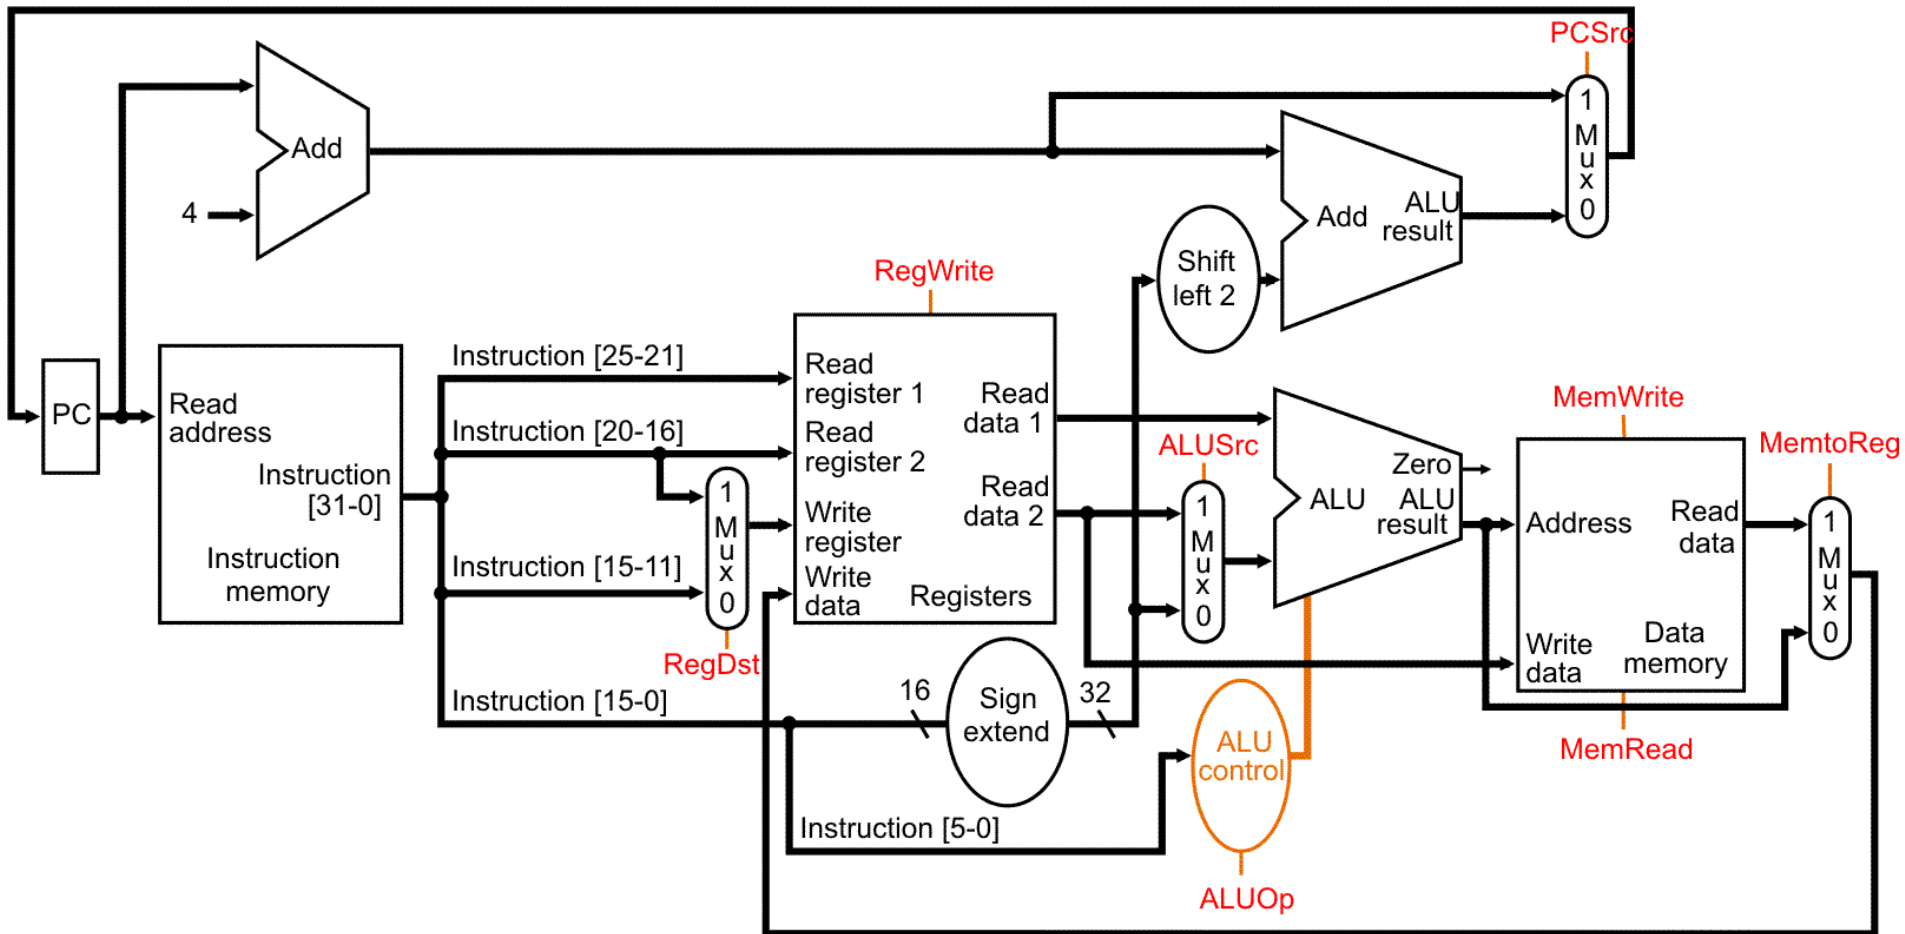 PCSrc
1
M
u
x
0
Add
4
Add
ALU
result
Shift
left 2
RegWrite
PC
Read
address
Instruction
[31-0]
Instruction
memory
Instruction [25-21]
Instruction [20-16]
Instruction [15-11]
Instruction [15-0]
Instruction [5-0]
1
M
u
x
0
RegDst
Read
register 1
Read
register 2
Write
register
Write
data
Read
data 1
Read
data 2
Registers
16
Sign
extend
32
ALUSrc
1
M
u
x
0
Zero
ALU
ALU
result
ALU
control
ALUOp
MemWrite
Address
Read
data
Write
data
Data
memory
MemRead
MemtoReg
1
M
u
x
0